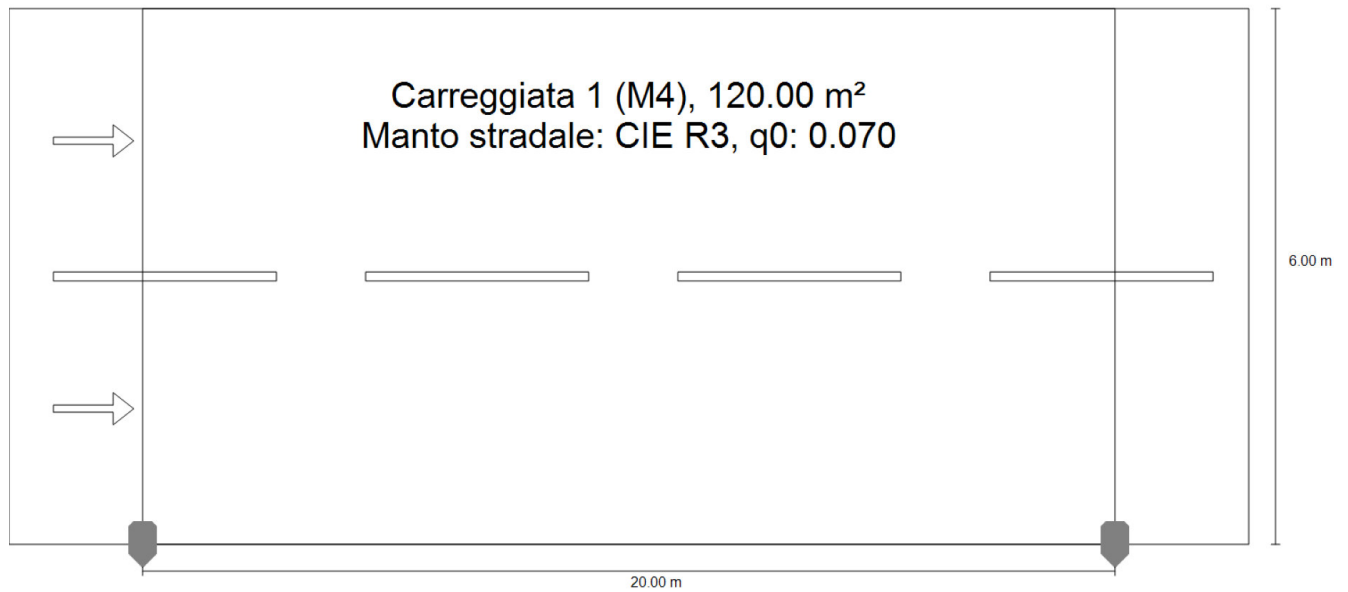 Carreggiata 1 (M4), 120.00 m²
Manto stradale: CIE R3, q0: 0.070
6.00 m
20.00 m